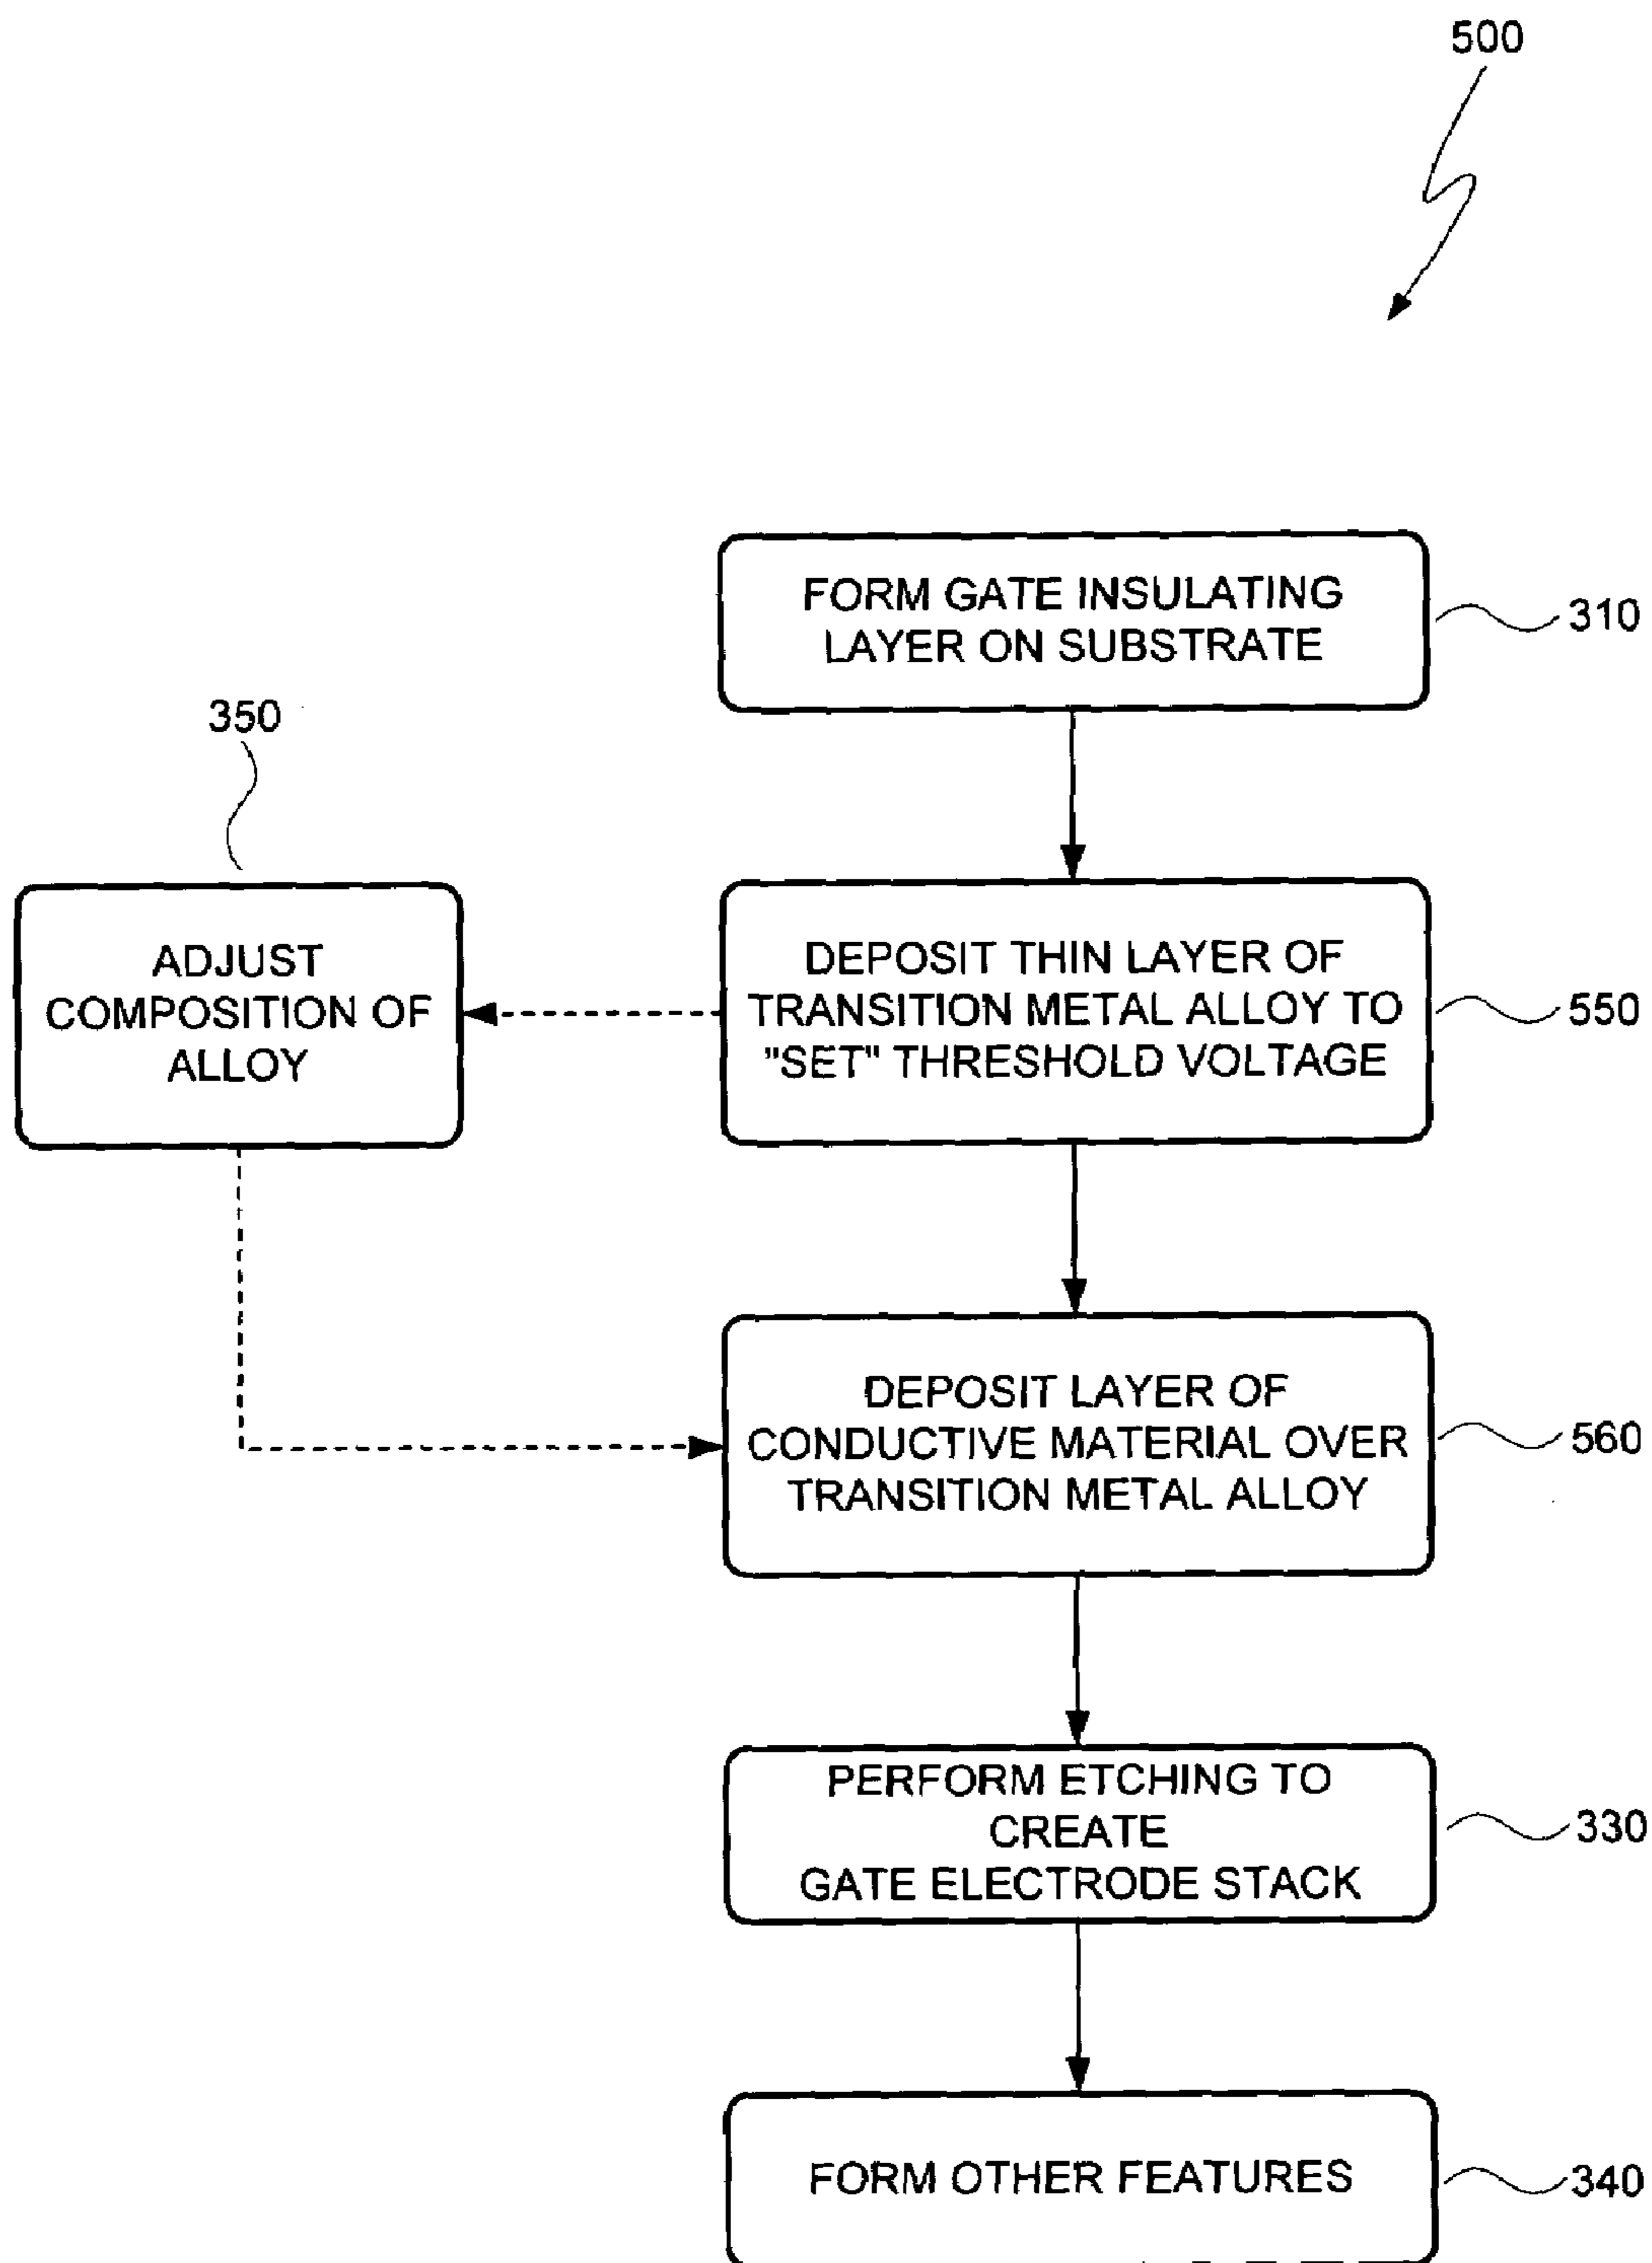 500
FORM GATE INSULATING
LAYER ON SUBSTRATE
310
350
ADJUST
COMPOSITION OF
ALLOY
DEPOSIT THIN LAYER OF
TRANSITION METAL ALLOY TO
"SET" THRESHOLD VOLTAGE
550
DEPOSIT LAYER OF
CONDUCTIVE MATERIAL OVER
TRANSITION METAL ALLOY
560
PERFORM ETCHING TO
CREATE
GATE ELECTRODE STACK
330
FORM OTHER FEATURES
340